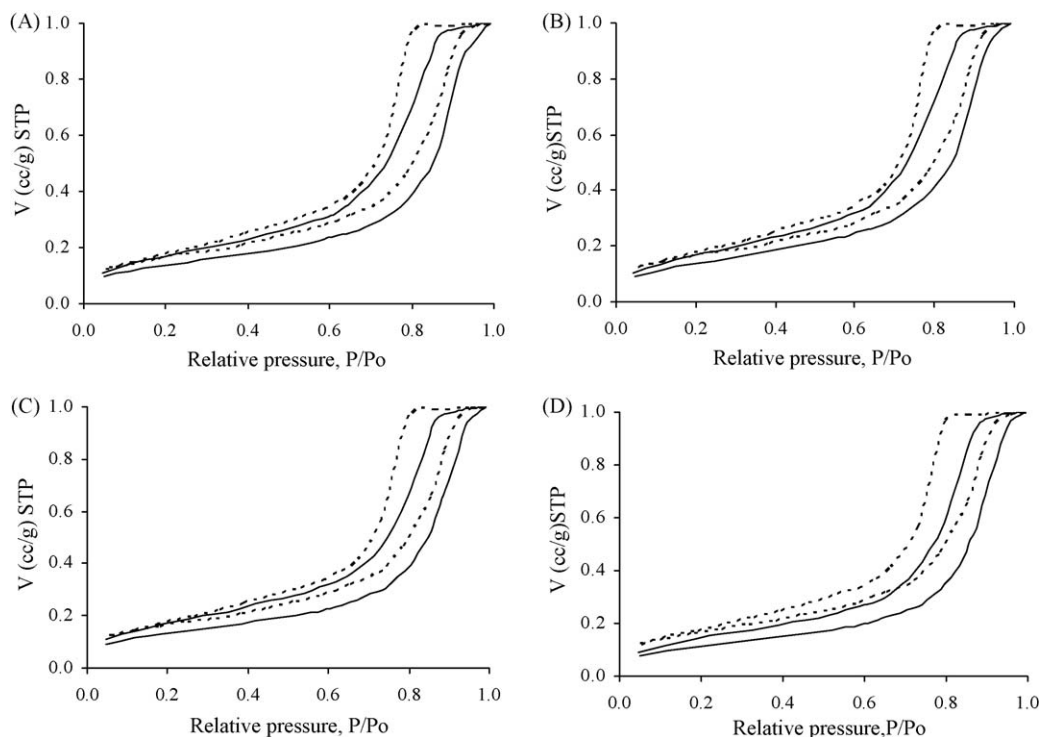 (A)
1.0
0.8
0.6
0.4
0.2
0.0
V (cc/g) STP
0.0 0.2 0.4 0.6 0.8 1.0
Relative pressure, P/Po
(B)
1.0
0.8
0.6
0.4
0.2
0.0
V (cc/g)STP
0.0 0.2 0.4 0.6 0.8 1.0
Relative pressure, P/Po
(C)
1.0
0.8
0.6
0.4
0.2
0.0
V (cc/g) STP
0.0 0.2 0.4 0.6 0.8 1.0
Relative pressure, P/Po
(D)
1.0
0.8
0.6
0.4
0.2
0.0
V (cc/g)STP
0.0 0.2 0.4 0.6 0.8 1.0
Relative pressure,P/Po